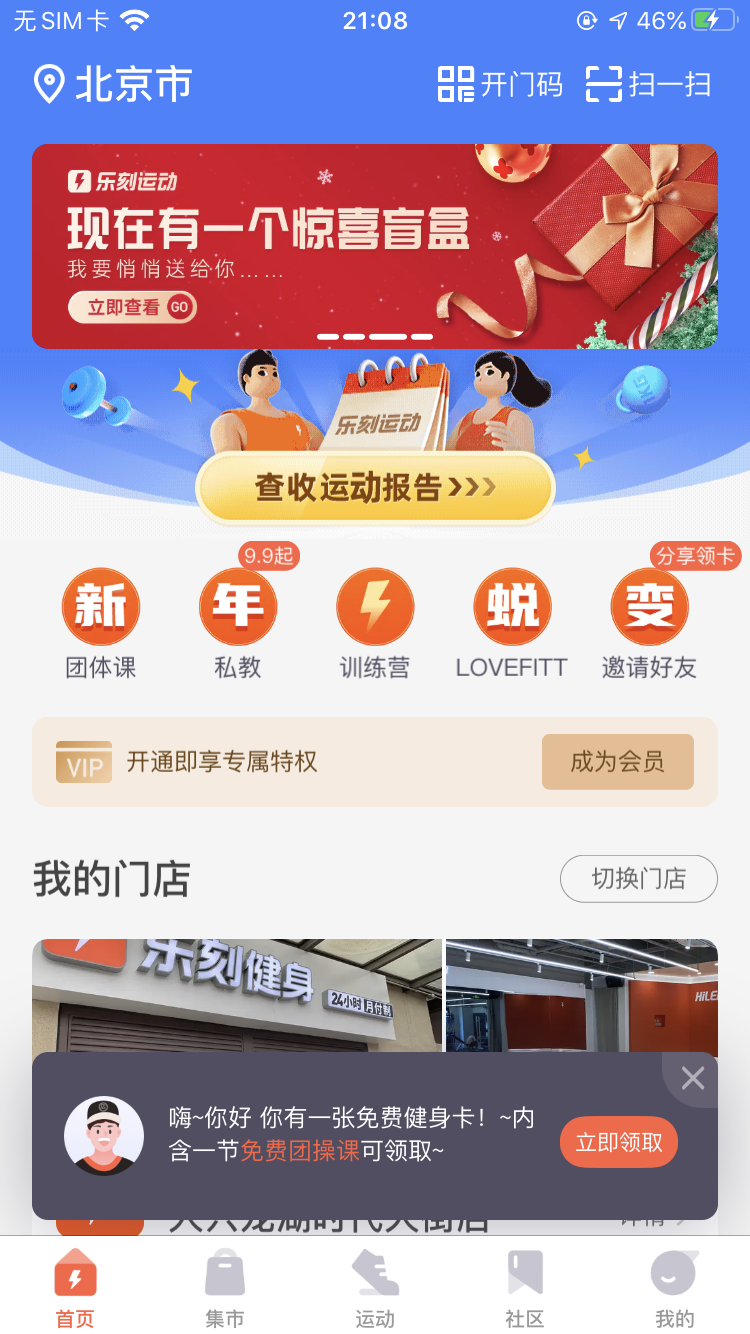 无SIM卡
21:08
46%
北京市
开门码
扫一扫
乐刻运动
现在有一个惊喜盲盒
我要悄悄送给你……
立即查看 GO
乐刻运动
1KG
查收运动报告
9.9起
分享领卡
新
年
蜕
变
团体课
私教
训练营
LOVEFITT
邀请好友
VIP
开通即享专属特权
成为会员
我的门店
切换门店
乐刻健身
24小时 月付制
嗨~你好 你有一张免费健身卡！~内
含一节免费团操课可领取~
立即领取
详情
首页
集市
运动
社区
我的